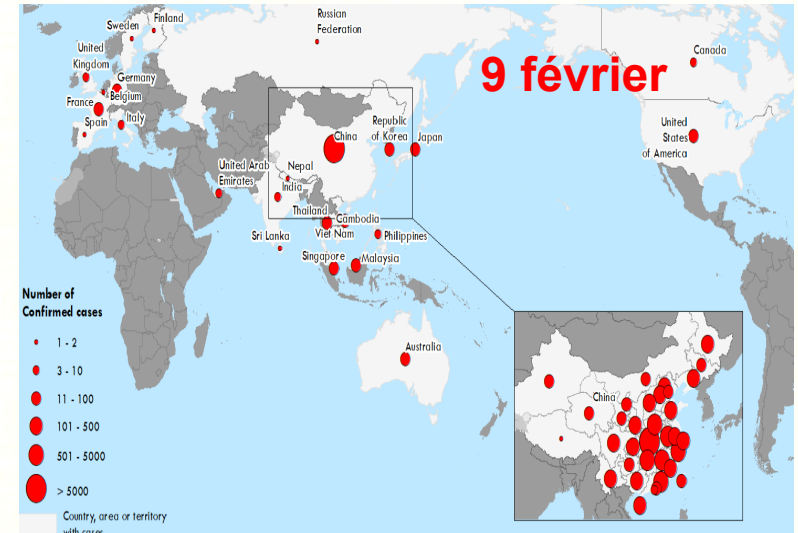 Finland
Sweden
Russian
Federation
9 février
United
Kingdom
Canada
Germany
Belgium
France
Italy
Spain
China
Republic
of Korea
Japan
United
States
of America
United Arab
Emirates
Nepal
India
Thailand
Cambodia
Sri Lanka
Viet Nam
Philippines
Singapore
Malaysia
Number of
Confirmed cases
1 - 2
3 - 10
11 - 100
101 - 500
501 - 5000
> 5000
Australia
China
Country, area or territory
with cases